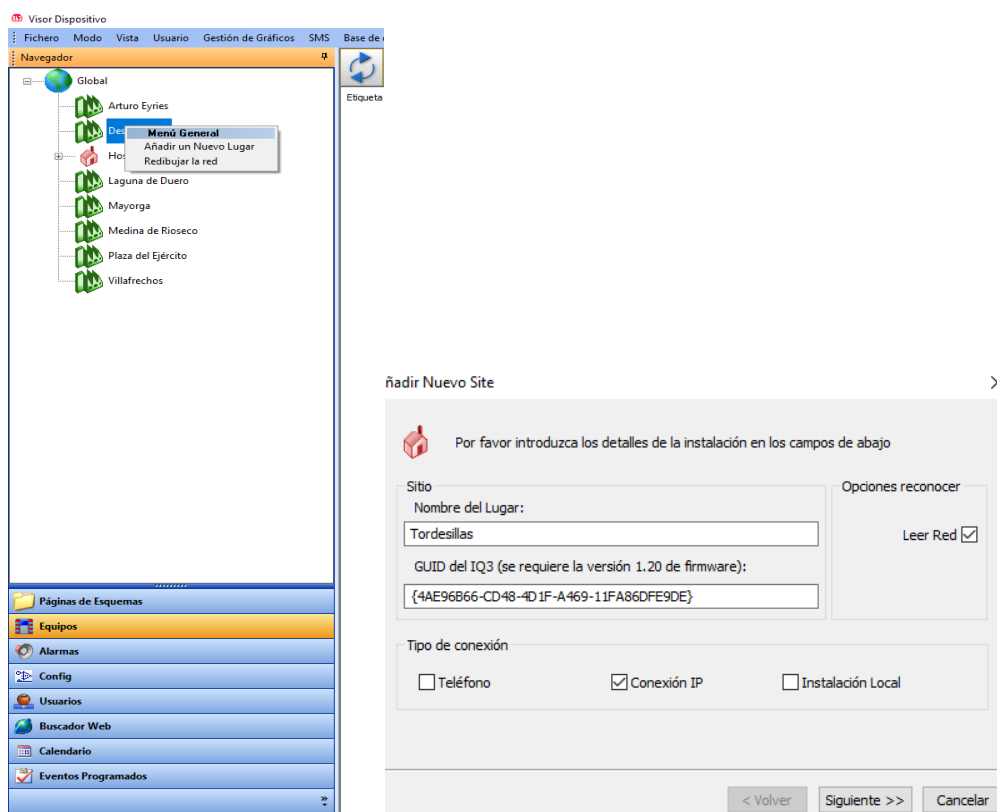 Visor Dispositivo
Fichero Modo Vista Usuario Gestión de Gráficos SMS Base de
Navegador
Global
Etiqueta
Arturo Eyries
Des
Menú General
Añadir un Nuevo Lugar
Hos
Redibujar la red
Laguna de Duero
Mayorga
Medina de Rioseco
Plaza del Ejército
Villafrechos
Páginas de Esquemas
Equipos
Alarmas
Config
Usuarios
Buscador Web
Calendario
Eventos Programados
ñadir Nuevo Site
Por favor introduzca los detalles de la instalación en los campos de abajo
Sitio
Nombre del Lugar:
Tordesillas
GUID del IQ3 (se requiere la versión 1.20 de firmware):
{4AE96B66-CD48-4D1F-A469-11FA86DFE9DE}
Opciones reconocer
Leer Red
Tipo de conexión
Teléfono Conexión IP Instalación Local
< Volver Siguiente >> Cancelar